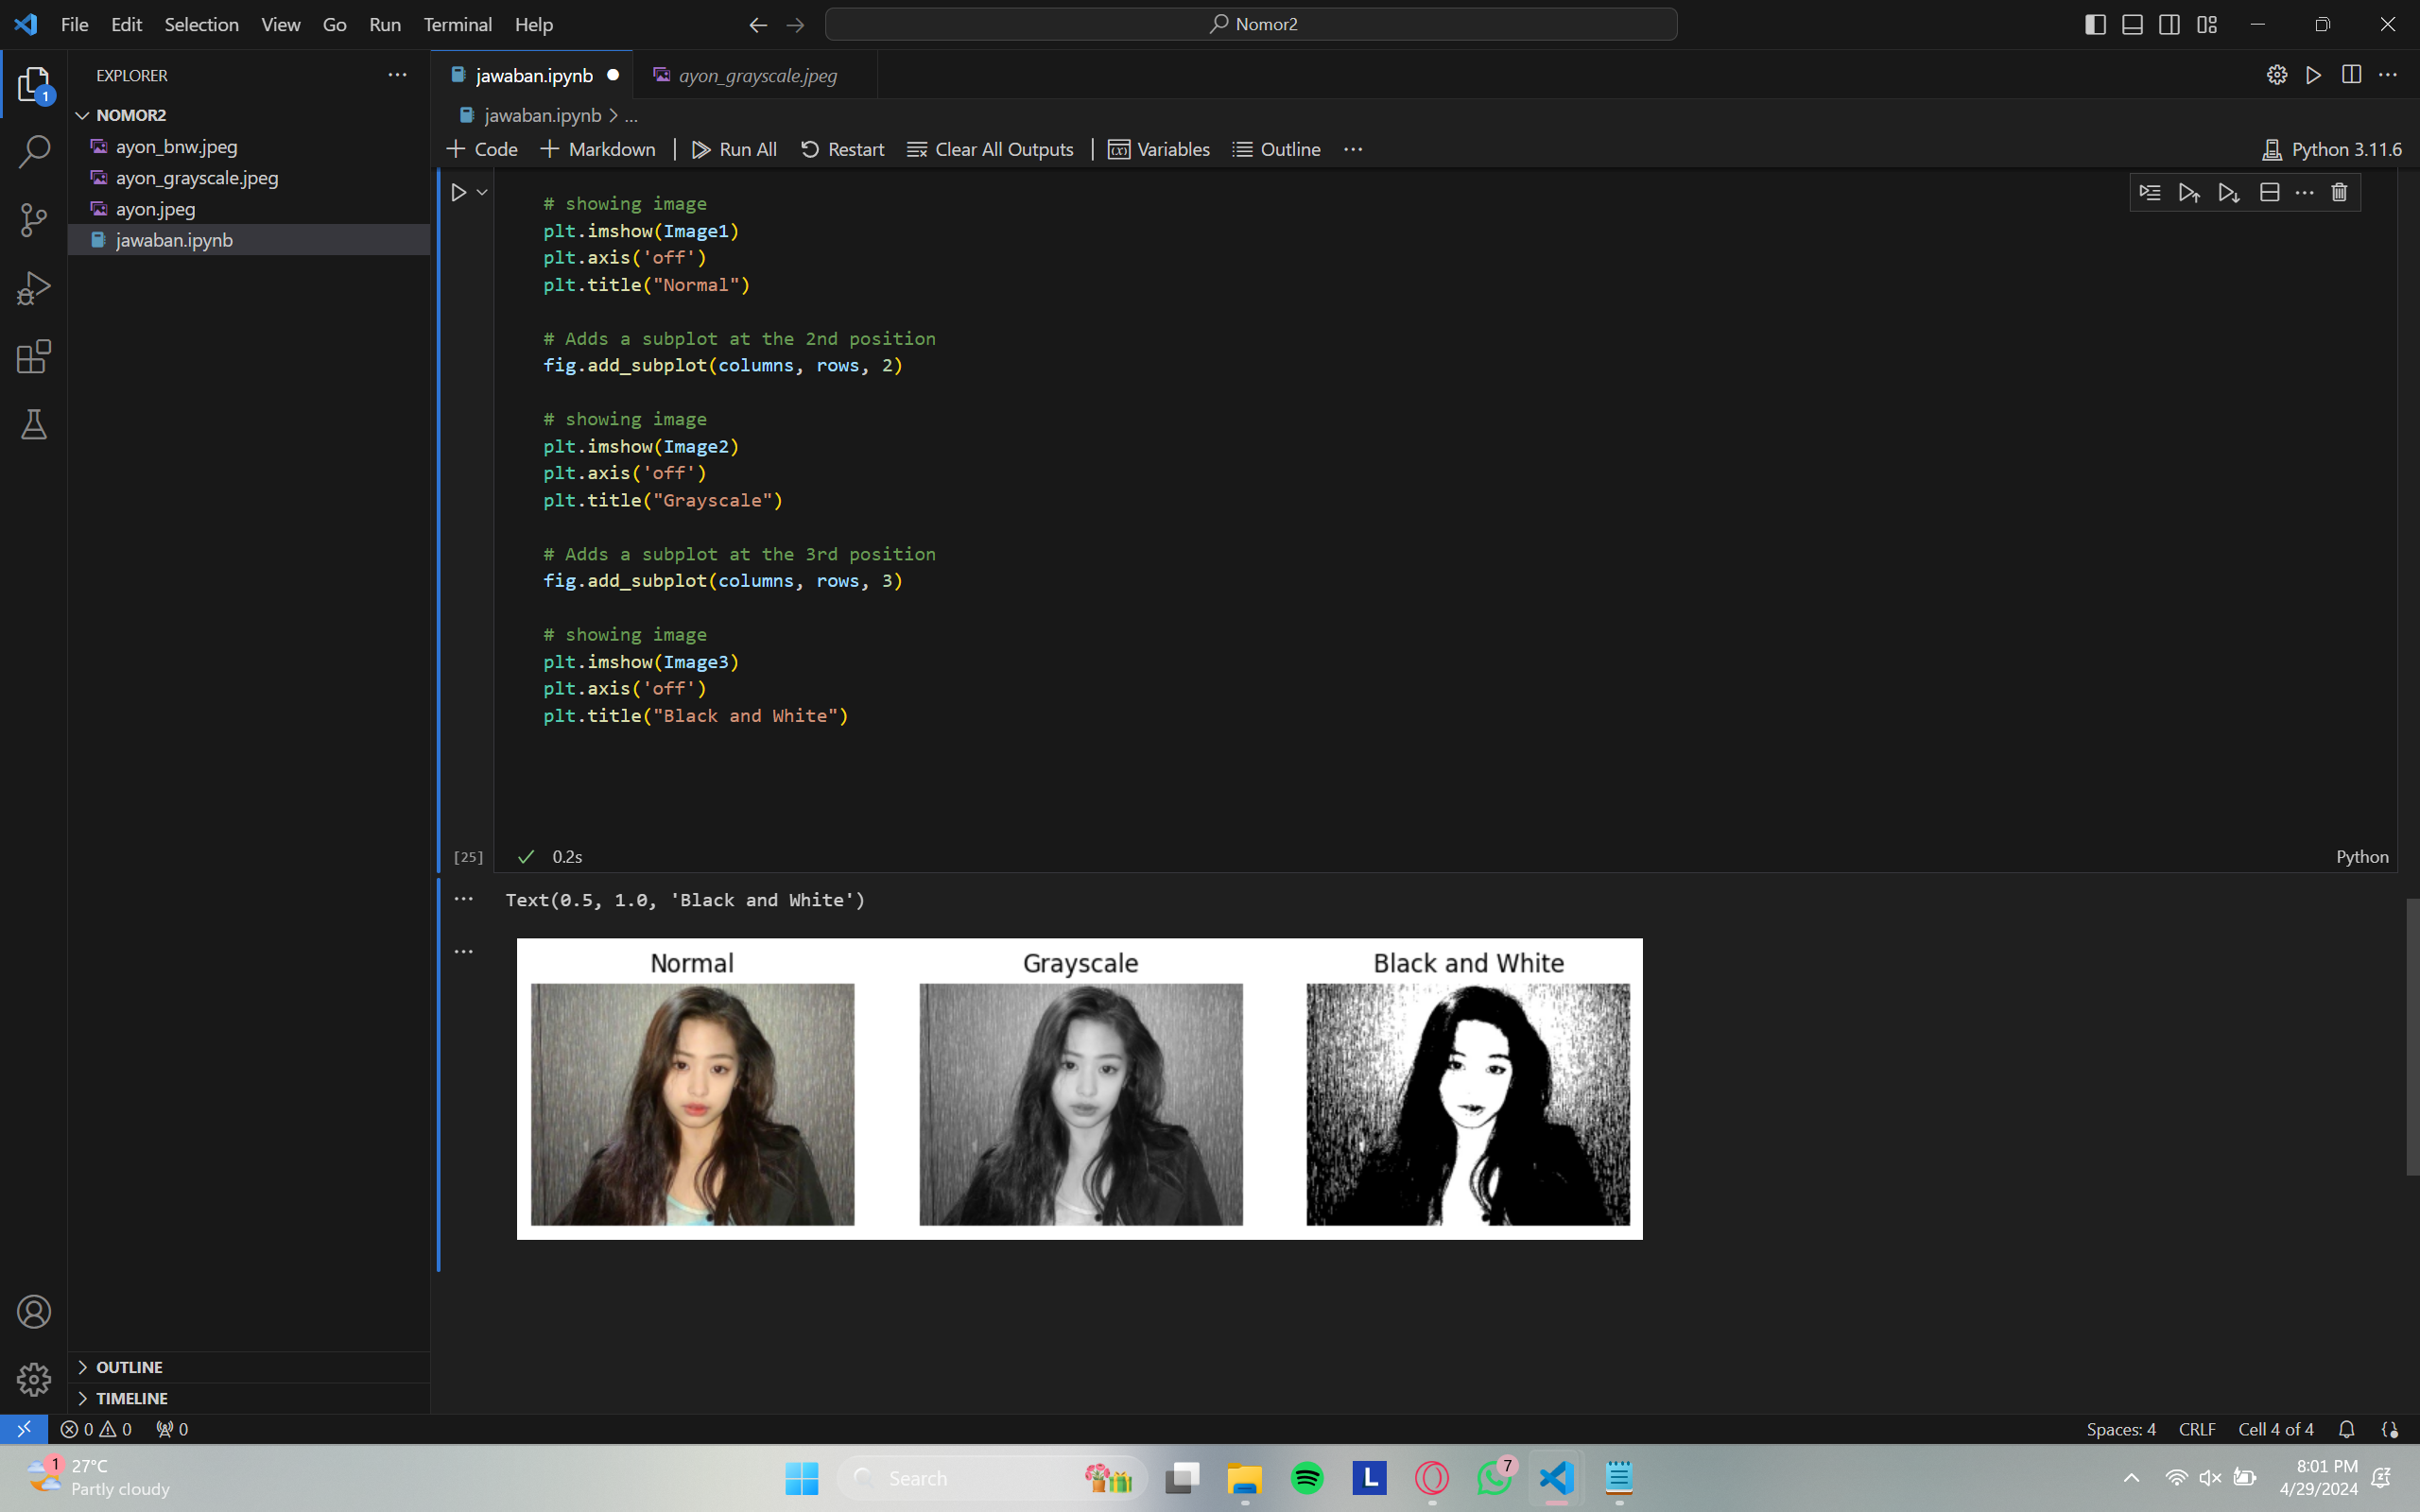 File Edit Selection View Go Run Terminal Help
Nomor2
EXPLORER
NOMOR2
ayon_bnw.jpeg
ayon_grayscale.jpeg
ayon.jpeg
jawaban.ipynb
OUTLINE
TIMELINE
1
jawaban.ipynb
ayon_grayscale.jpeg
jawaban.ipynb > ...
+ Code + Markdown | Run All Restart Clear All Outputs | Variables Outline ...
Python 3.11.6
# showing image
plt.imshow(Image1)
plt.axis('off')
plt.title("Normal")
# Adds a subplot at the 2nd position
fig.add_subplot(columns, rows, 2)
# showing image
plt.imshow(Image2)
plt.axis('off')
plt.title("Grayscale")
# Adds a subplot at the 3rd position
fig.add_subplot(columns, rows, 3)
# showing image
plt.imshow(Image3)
plt.axis('off')
plt.title("Black and White")
[25] 0.2s
Python
Text(0.5, 1.0, 'Black and White')
Normal Grayscale Black and White
0 0 0
Spaces: 4 CRLF Cell 4 of 4
1
27°C
Partly cloudy
Search
L
7
8:01 PM
4/29/2024